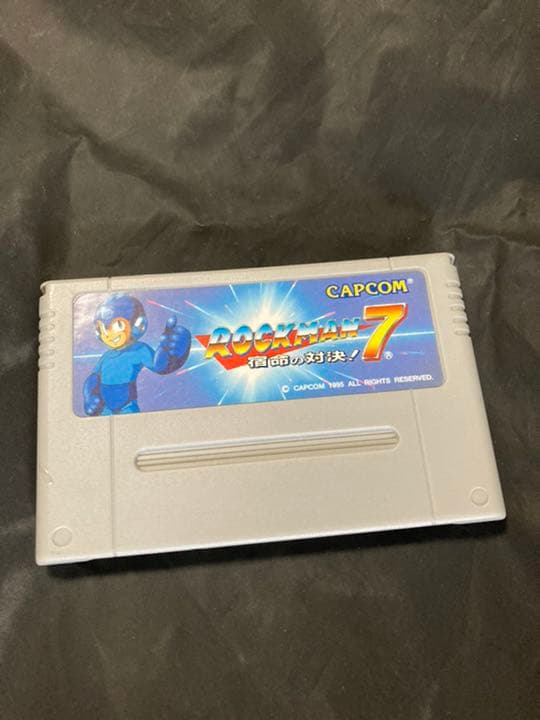 CAPCOM
ROCKMAN 7
宿命の対決!
®
© CAPCOM 1995 ALL RIGHTS RESERVED.